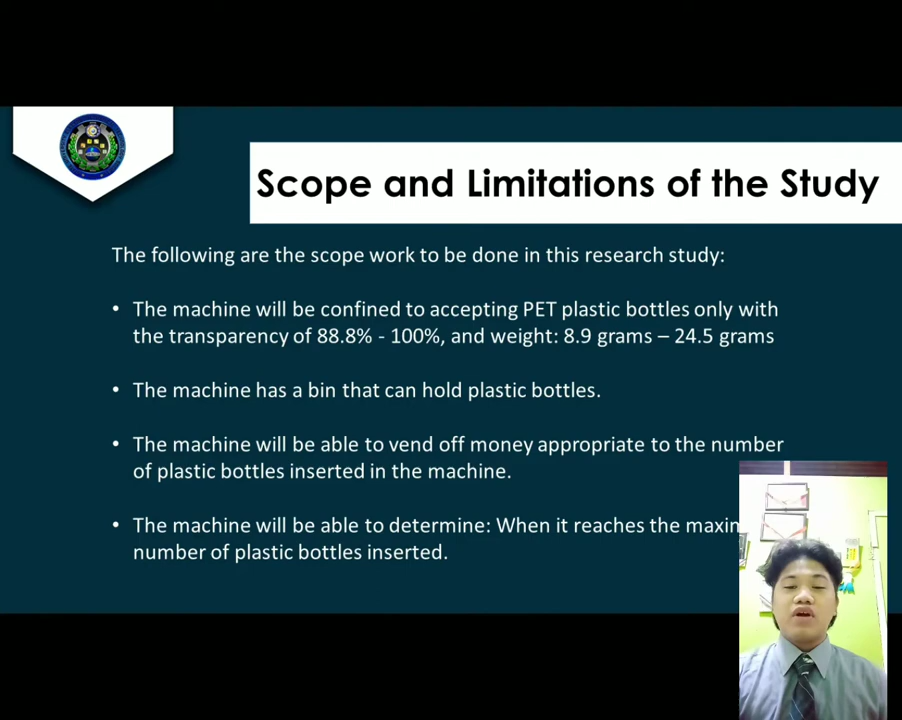 Scope and Limitations of the Study
The following are the scope work to be done in this research study:
• The machine will be confined to accepting PET plastic bottles only with
the transparency of 88.8% - 100%, and weight: 8.9 grams – 24.5 grams
• The machine has a bin that can hold plastic bottles.
• The machine will be able to vend off money appropriate to the number
of plastic bottles inserted in the machine.
• The machine will be able to determine: When it reaches the maxim
number of plastic bottles inserted.